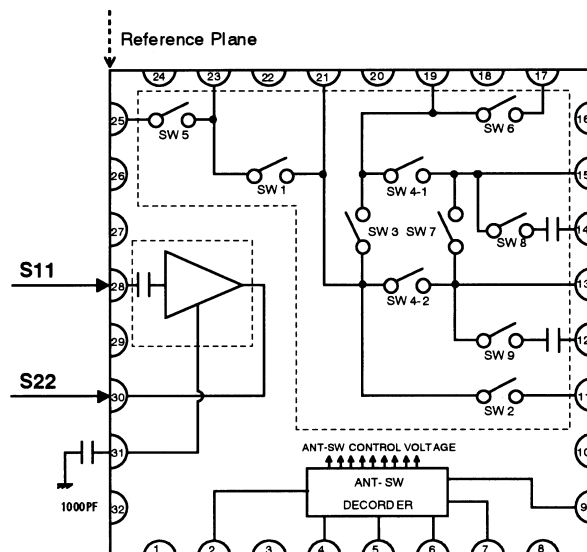 Reference Plane
24 23 22 21 20 19 18 17
25
SW 5
SW 6
16
26
SW 1
SW 4-1
15
27
SW 3 SW 7
SW 8
14
S11
28
SW 4-2
13
29
SW 9
12
S22
30
SW 2
11
31
ANT-SW CONTROL VOLTAGE
10
1000PF
ANT- SW
DECORDER
32
9
1 2 3 4 5 6 7 8